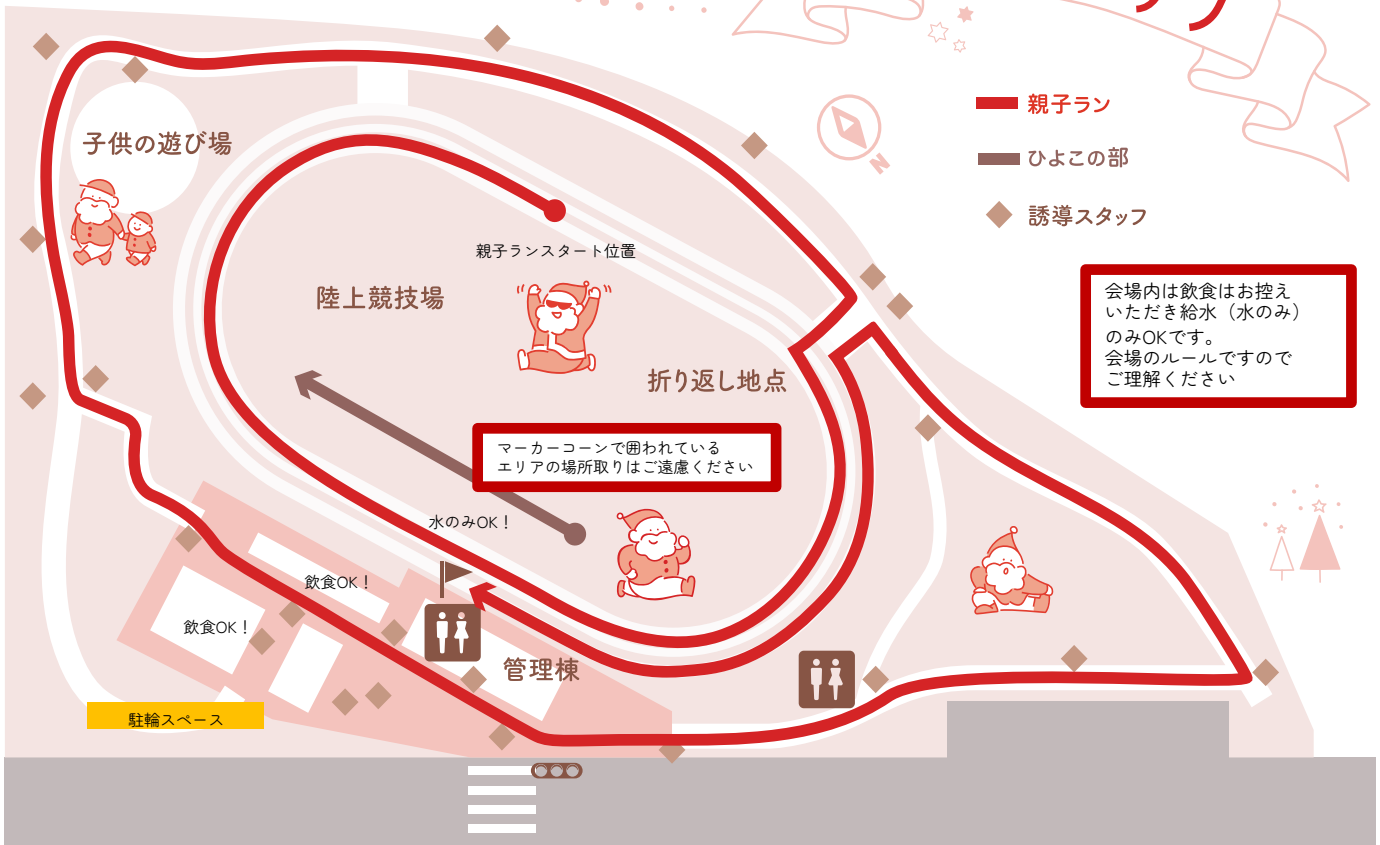 親子ラン
ひよこの部
誘導スタッフ
N
子供の遊び場
親子ランスタート位置
陸上競技場
折り返し地点
会場内は飲食はお控え
いただき給水（水のみ）
のみOKです。
会場のルールですので
ご理解ください
マーカーコーンで囲われている
エリアの場所取りはご遠慮ください
水のみOK！
飲食OK！
飲食OK！
管理棟
駐輪スペース